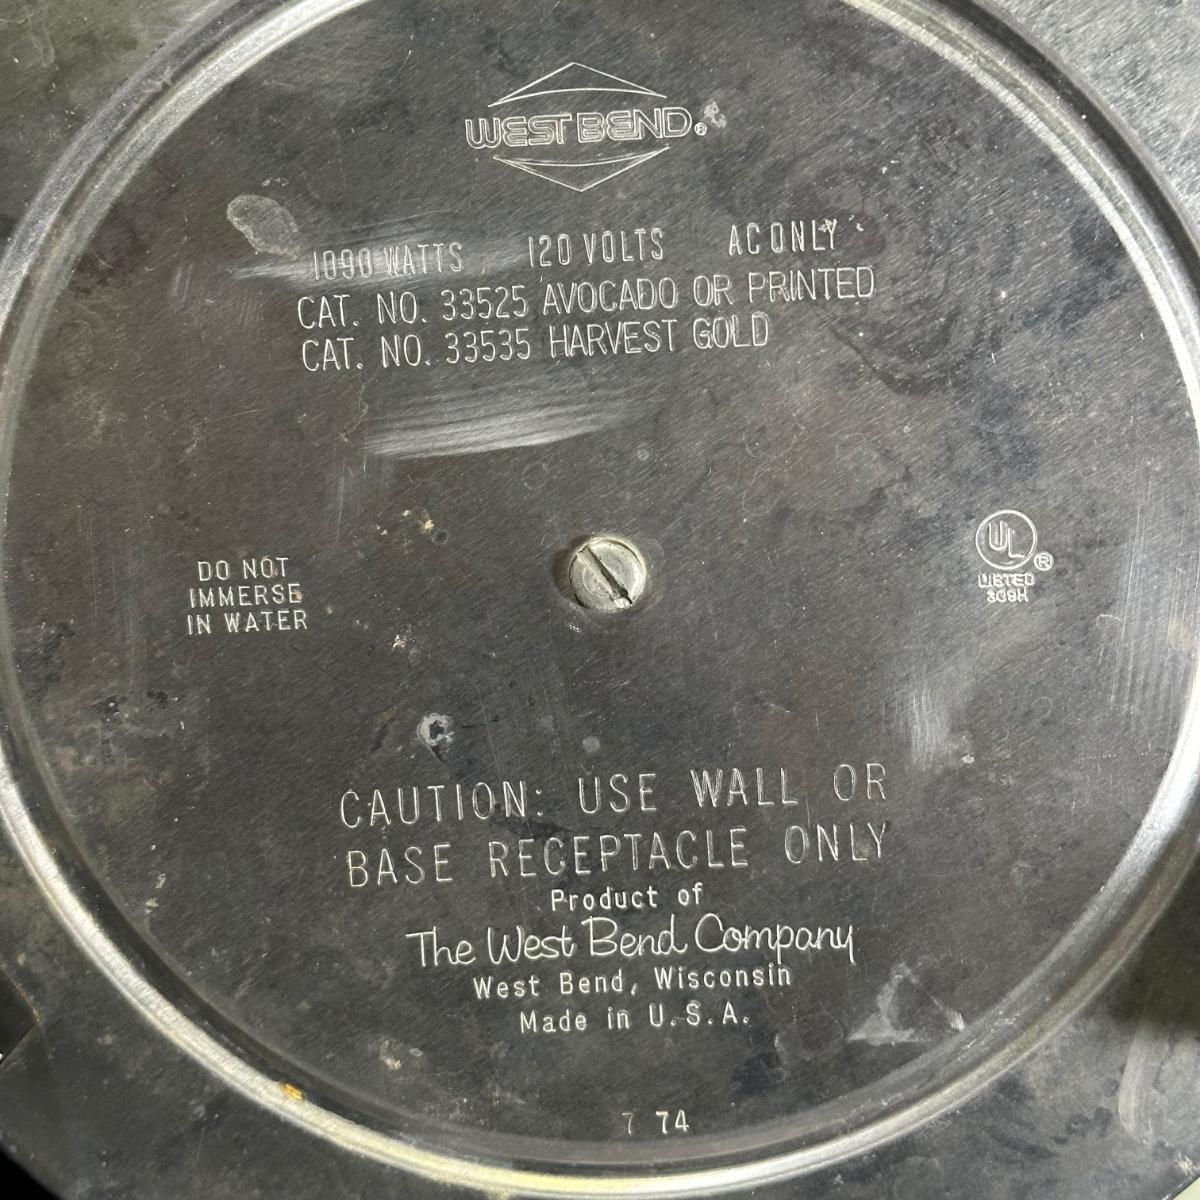 WEST BEND®
1090 WATTS 120 VOLTS AC ONLY
CAT. NO. 33525 AVOCADO OR PRINTED
CAT. NO. 33535 HARVEST GOLD
DO NOT
IMMERSE
IN WATER
UL®
LISTED
CAUTION: USE WALL OR
BASE RECEPTACLE ONLY
Product of
The West Bend Company
West Bend, Wisconsin
Made in U.S.A.
7 74